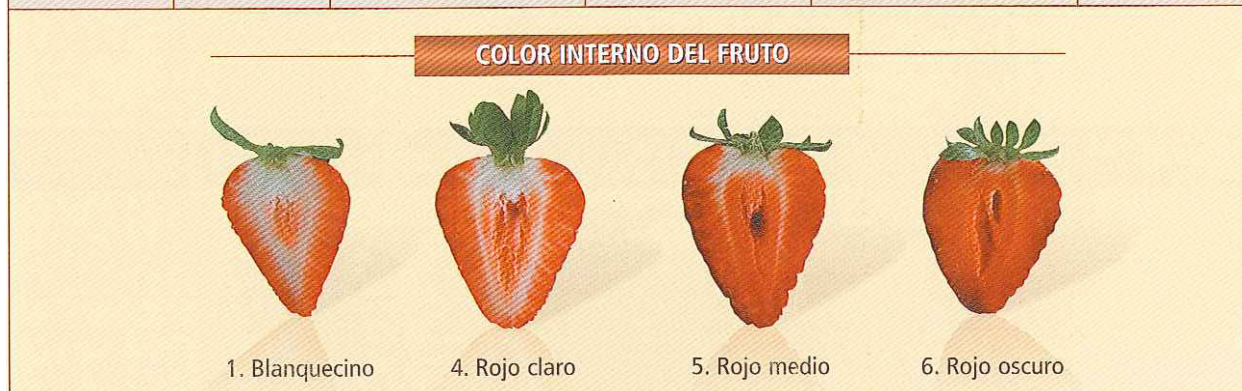 COLOR INTERNO DEL FRUTO
1. Blanquecino
4. Rojo claro
5. Rojo medio
6. Rojo oscuro